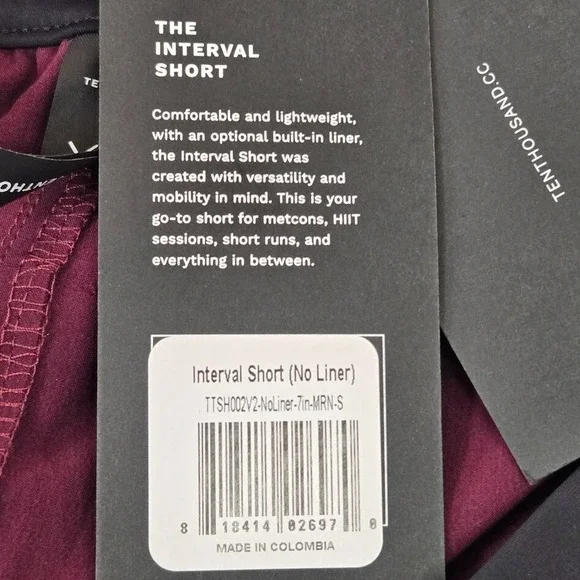 THE
INTERVAL
SHORT
Comfortable and lightweight,
with an optional built-in liner,
the Interval Short was
created with versatility and
mobility in mind. This is your
go-to short for metcons, HIIT
sessions, short runs, and
everything in between.
Interval Short (No Liner)
TTSH002V2-NoLiner-7in-MRN-S
8 18414 02697 0
MADE IN COLOMBIA
TENTHOUSAND.CC